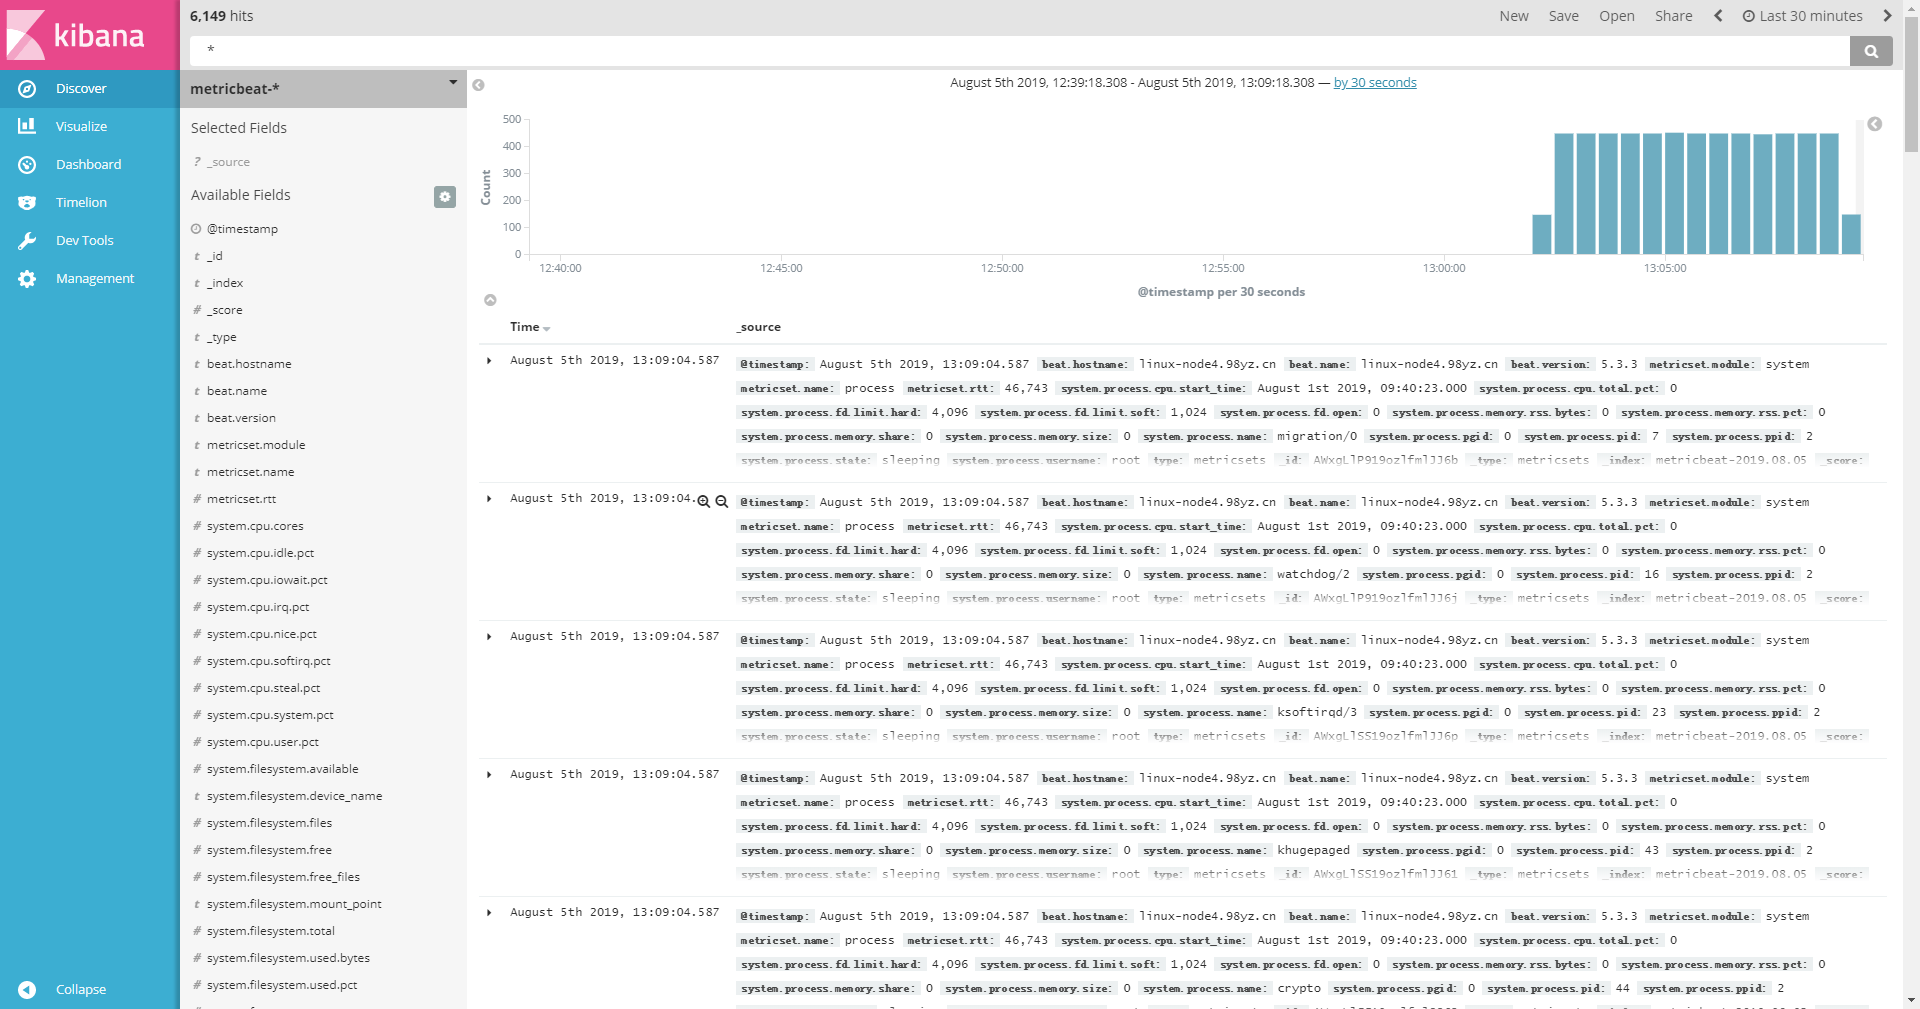 kibana
Discover
Visualize
Dashboard
Timelion
Dev Tools
Management
Collapse
6,149 hits
New Save Open Share Last 30 minutes
*
metricbeat-*
Selected Fields
? _source
Available Fields
@timestamp
t _id
t _index
# _score
t _type
t beat.hostname
t beat.name
t beat.version
t metricset.module
t metricset.name
# metricset.rtt
# system.cpu.cores
# system.cpu.idle.pct
# system.cpu.iowait.pct
# system.cpu.irq.pct
# system.cpu.nice.pct
# system.cpu.softirq.pct
# system.cpu.steal.pct
# system.cpu.system.pct
# system.cpu.user.pct
# system.filesystem.available
t system.filesystem.device_name
# system.filesystem.files
# system.filesystem.free
# system.filesystem.free_files
t system.filesystem.mount_point
# system.filesystem.total
# system.filesystem.used.bytes
# system.filesystem.used.pct
August 5th 2019, 12:39:18.308 - August 5th 2019, 13:09:18.308 — by 30 seconds
Count
500
400
300
200
100
0
12:40:00 12:45:00 12:50:00 12:55:00 13:00:00 13:05:00
@timestamp per 30 seconds
Time _source
August 5th 2019, 13:09:04.587 @timestamp: August 5th 2019, 13:09:04.587 beat.hostname: linux-node4.98yz.cn beat.name: linux-node4.98yz.cn beat.version: 5.3.3 metricset.module: system
metricset.name: process metricset.rtt: 46,743 system.process.cpu.start_time: August 1st 2019, 09:40:23.000 system.process.cpu.total.pct: 0
system.process.fd.limit.hard: 4,096 system.process.fd.limit.soft: 1,024 system.process.fd.open: 0 system.process.memory.rss.bytes: 0 system.process.memory.rss.pct: 0
system.process.memory.share: 0 system.process.memory.size: 0 system.process.name: migration/0 system.process.pgid: 0 system.process.pid: 7 system.process.ppid: 2
system.process.state: sleeping system.process.username: root type: metricsets _id: AWxgLlP919ozlfmlJJ6b _type: metricsets _index: metricbeat-2019.08.05 _score:
August 5th 2019, 13:09:04. @timestamp: August 5th 2019, 13:09:04.587 beat.hostname: linux-node4.98yz.cn beat.name: linux-node4.98yz.cn beat.version: 5.3.3 metricset.module: system
metricset.name: process metricset.rtt: 46,743 system.process.cpu.start_time: August 1st 2019, 09:40:23.000 system.process.cpu.total.pct: 0
system.process.fd.limit.hard: 4,096 system.process.fd.limit.soft: 1,024 system.process.fd.open: 0 system.process.memory.rss.bytes: 0 system.process.memory.rss.pct: 0
system.process.memory.share: 0 system.process.memory.size: 0 system.process.name: watchdog/2 system.process.pgid: 0 system.process.pid: 16 system.process.ppid: 2
system.process.state: sleeping system.process.username: root type: metricsets _id: AWxgLlP919ozlfmlJJ6j _type: metricsets _index: metricbeat-2019.08.05 _score:
August 5th 2019, 13:09:04.587 @timestamp: August 5th 2019, 13:09:04.587 beat.hostname: linux-node4.98yz.cn beat.name: linux-node4.98yz.cn beat.version: 5.3.3 metricset.module: system
metricset.name: process metricset.rtt: 46,743 system.process.cpu.start_time: August 1st 2019, 09:40:23.000 system.process.cpu.total.pct: 0
system.process.fd.limit.hard: 4,096 system.process.fd.limit.soft: 1,024 system.process.fd.open: 0 system.process.memory.rss.bytes: 0 system.process.memory.rss.pct: 0
system.process.memory.share: 0 system.process.memory.size: 0 system.process.name: ksoftirqd/3 system.process.pgid: 0 system.process.pid: 23 system.process.ppid: 2
system.process.state: sleeping system.process.username: root type: metricsets _id: AWxgLlSS19ozlfmlJJ6p _type: metricsets _index: metricbeat-2019.08.05 _score:
August 5th 2019, 13:09:04.587 @timestamp: August 5th 2019, 13:09:04.587 beat.hostname: linux-node4.98yz.cn beat.name: linux-node4.98yz.cn beat.version: 5.3.3 metricset.module: system
metricset.name: process metricset.rtt: 46,743 system.process.cpu.start_time: August 1st 2019, 09:40:23.000 system.process.cpu.total.pct: 0
system.process.fd.limit.hard: 4,096 system.process.fd.limit.soft: 1,024 system.process.fd.open: 0 system.process.memory.rss.bytes: 0 system.process.memory.rss.pct: 0
system.process.memory.share: 0 system.process.memory.size: 0 system.process.name: khugepaged system.process.pgid: 0 system.process.pid: 43 system.process.ppid: 2
system.process.state: sleeping system.process.username: root type: metricsets _id: AWxgLlSS19ozlfmlJJ61 _type: metricsets _index: metricbeat-2019.08.05 _score:
August 5th 2019, 13:09:04.587 @timestamp: August 5th 2019, 13:09:04.587 beat.hostname: linux-node4.98yz.cn beat.name: linux-node4.98yz.cn beat.version: 5.3.3 metricset.module: system
metricset.name: process metricset.rtt: 46,743 system.process.cpu.start_time: August 1st 2019, 09:40:23.000 system.process.cpu.total.pct: 0
system.process.fd.limit.hard: 4,096 system.process.fd.limit.soft: 1,024 system.process.fd.open: 0 system.process.memory.rss.bytes: 0 system.process.memory.rss.pct: 0
system.process.memory.share: 0 system.process.memory.size: 0 system.process.name: crypto system.process.pgid: 0 system.process.pid: 44 system.process.ppid: 2